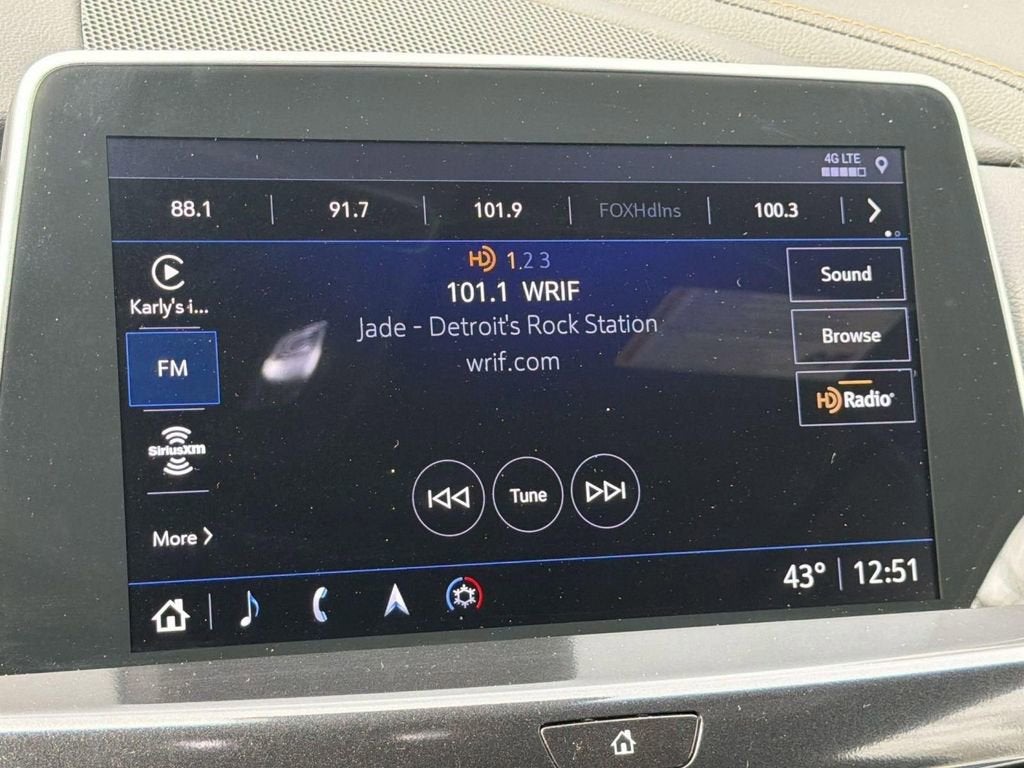 4G LTE
88.1 91.7 101.9 FOXHdlns 100.3
HD 1 2 3
101.1 WRIF
Jade - Detroit's Rock Station
wrif.com
Karly's i...
FM
SiriusXM
More
Sound
Browse
HD Radio
Tune
43° 12:51